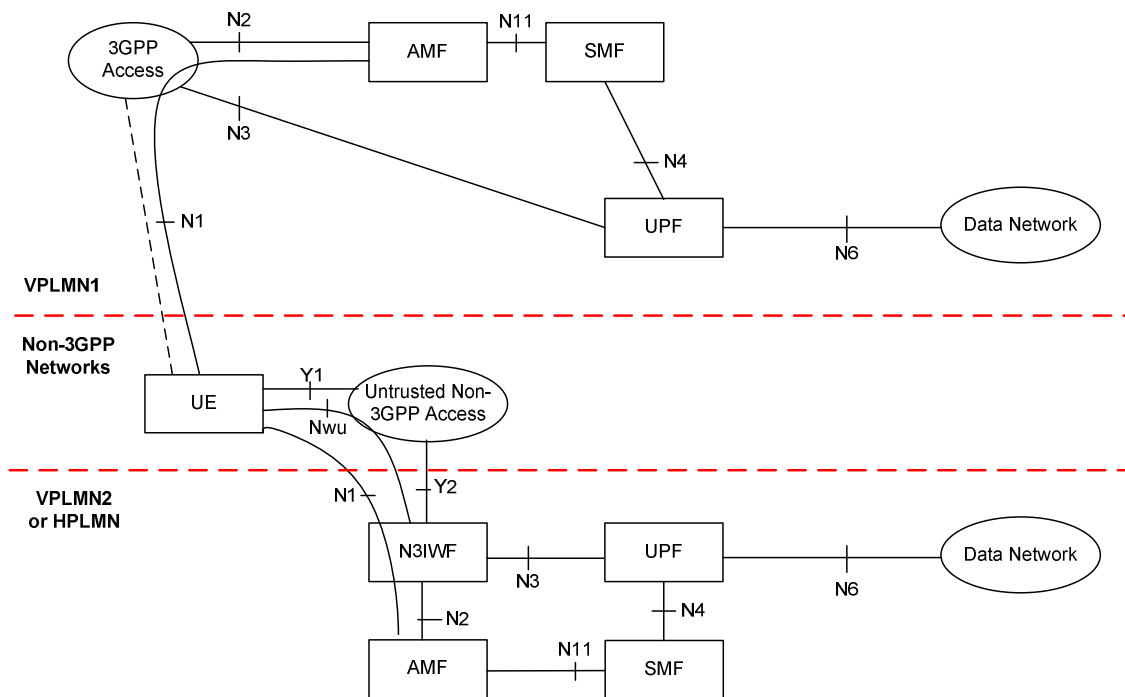 N2
N11
3GPP
Access
AMF
SMF
N3
N4
N1
UPF
Data Network
N6
VPLMN1
Non-3GPP
Networks
Y1
UE
Untrusted Non-
3GPP Access
Nwu
VPLMN2
or HPLMN
N1
Y2
N3IWF
UPF
Data Network
N3
N6
N2
N4
N11
AMF
SMF